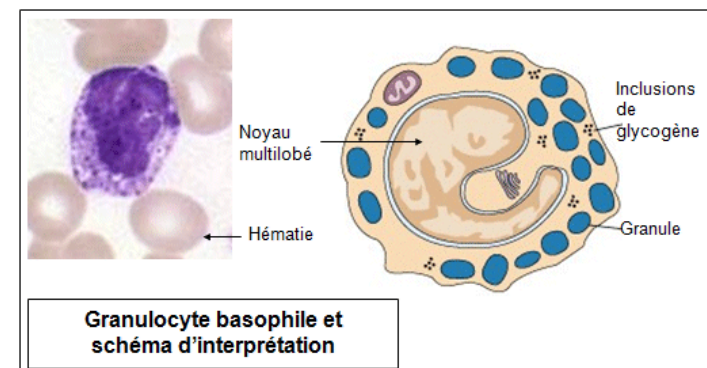 Inclusions
de
glycogène
Noyau
multilobé
Hématie
Granule
Granulocyte basophile et
schéma d'interprétation